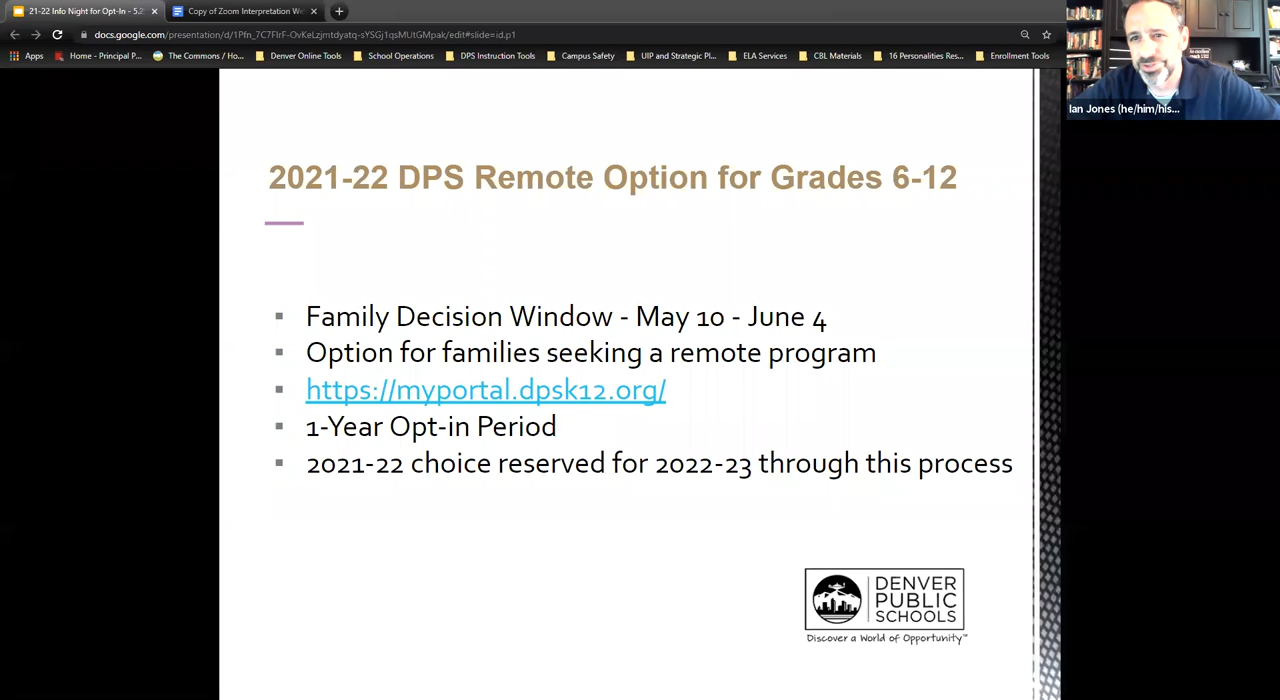 21-22 Info Night for Opt-In - 5.2
Copy of Zoom Interpretation We
docs.google.com/presentation/d/1Pfn_7C7FIrF-OvKeLzjmtdyatq-sYSGj1qsMUtGMpak/edit#slide=id.p1
Apps
Home - Principal P...
The Commons / Ho...
Denver Online Tools
School Operations
DPS Instruction Tools
Campus Safety
UIP and Strategic Pl...
ELA Services
CBL Materials
16 Personalities Res...
Enrollment Tools
Ian Jones (he/him/his...
2021-22 DPS Remote Option for Grades 6-12
▪ Family Decision Window - May 10 - June 4
▪ Option for families seeking a remote program
▪ https://myportal.dpsk12.org/
▪ 1-Year Opt-in Period
▪ 2021-22 choice reserved for 2022-23 through this process
DENVER
PUBLIC
SCHOOLS
Discover a World of Opportunity™